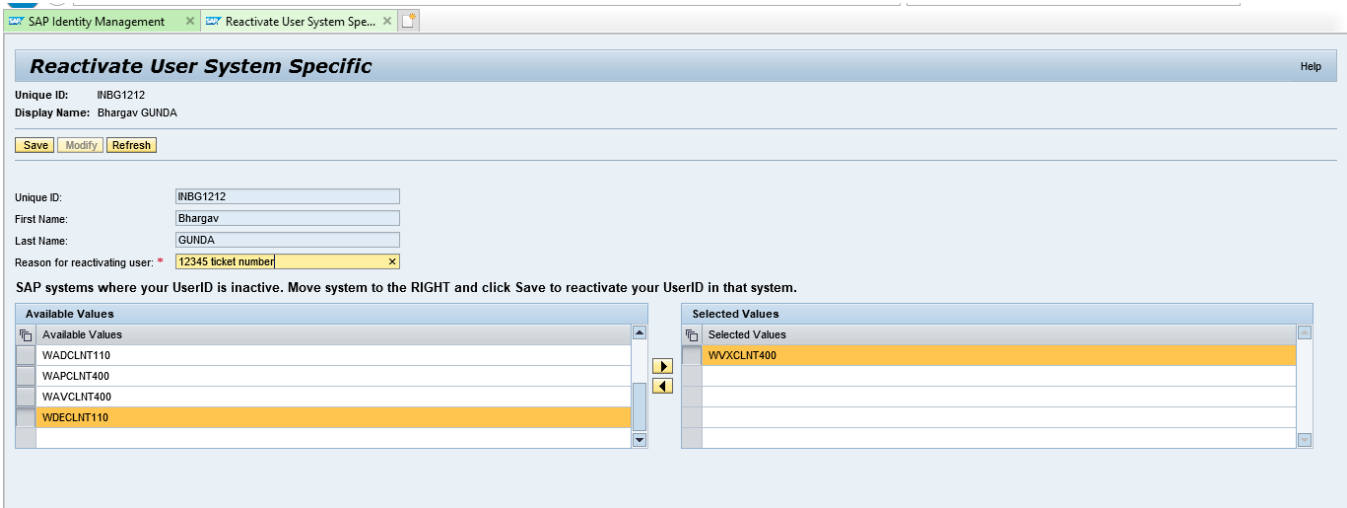 SAP Identity Management
Reactivate User System Spe...
Reactivate User System Specific
Help
Unique ID: INBG1212
Display Name: Bhargav GUNDA
Save Modify Refresh
Unique ID: INBG1212
First Name: Bhargav
Last Name: GUNDA
Reason for reactivating user: * 12345 ticket number
SAP systems where your UserID is inactive. Move system to the RIGHT and click Save to reactivate your UserID in that system.
Available Values
Available Values
WADCLNT110
WAPCLNT400
WAVCLNT400
WDECLNT110
Selected Values
Selected Values
WVXCLNT400